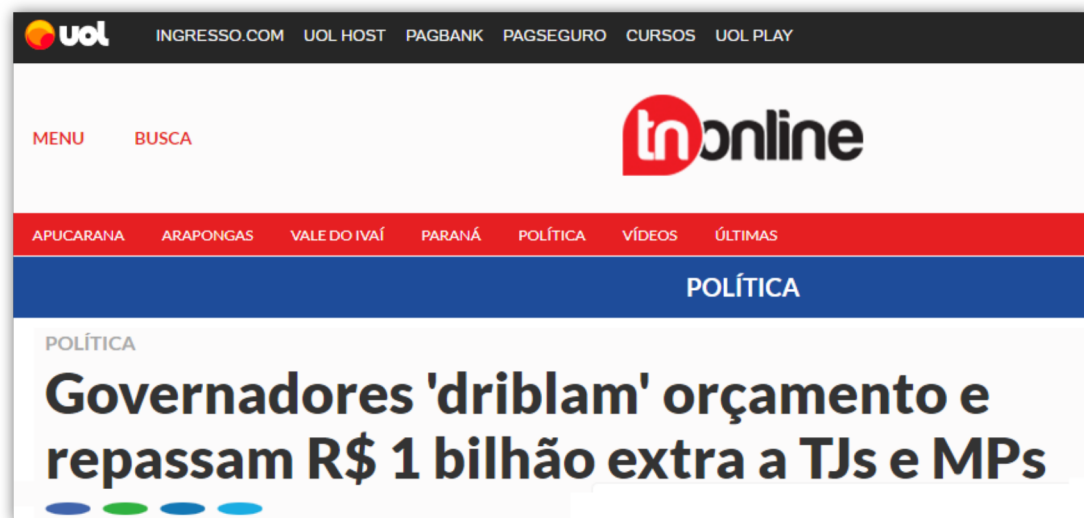 uol INGRESSO.COM UOL HOST PAGBANK PAGSEGURO CURSOS UOL PLAY
MENU BUSCA tnonline
APUCARANA ARAPONGAS VALE DO IVAÍ PARANÁ POLÍTICA VÍDEOS ÚLTIMAS
POLÍTICA
POLÍTICA
Governadores 'driblam' orçamento e
repassam R$ 1 bilhão extra a TJs e MPs